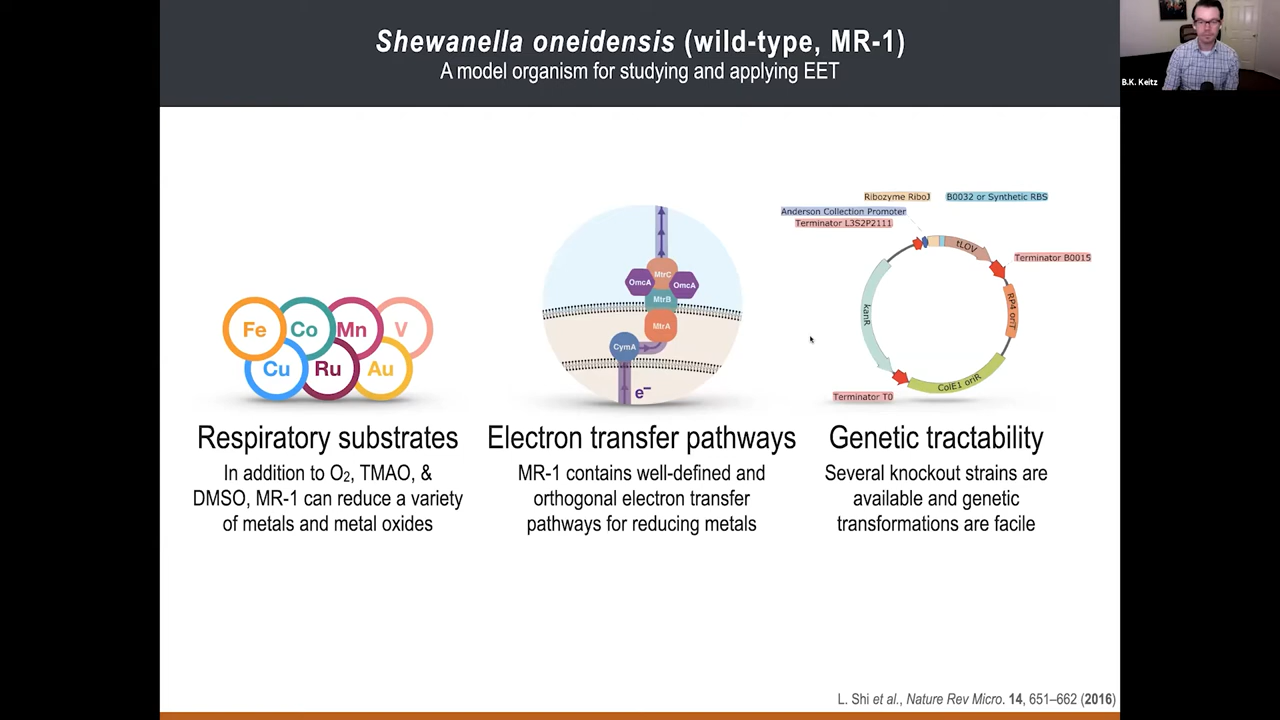 Shewanella oneidensis (wild-type, MR-1)
A model organism for studying and applying EET
B.K. Keitz
Fe Co Mn V
Cu Ru Au
MtrC
OmcA OmcA
MtrB
MtrA
CymA
e⁻
Ribozyme RiboJ B0032 or Synthetic RBS
Anderson Collection Promoter
Terminator L3S2P2111
tLOV
Terminator B0015
kanR
RP4 oriT
ColE1 oriR
Terminator T0
Respiratory substrates
In addition to O₂, TMAO, &
DMSO, MR-1 can reduce a variety
of metals and metal oxides
Electron transfer pathways
MR-1 contains well-defined and
orthogonal electron transfer
pathways for reducing metals
Genetic tractability
Several knockout strains are
available and genetic
transformations are facile
L. Shi et al., Nature Rev Micro. 14, 651–662 (2016)